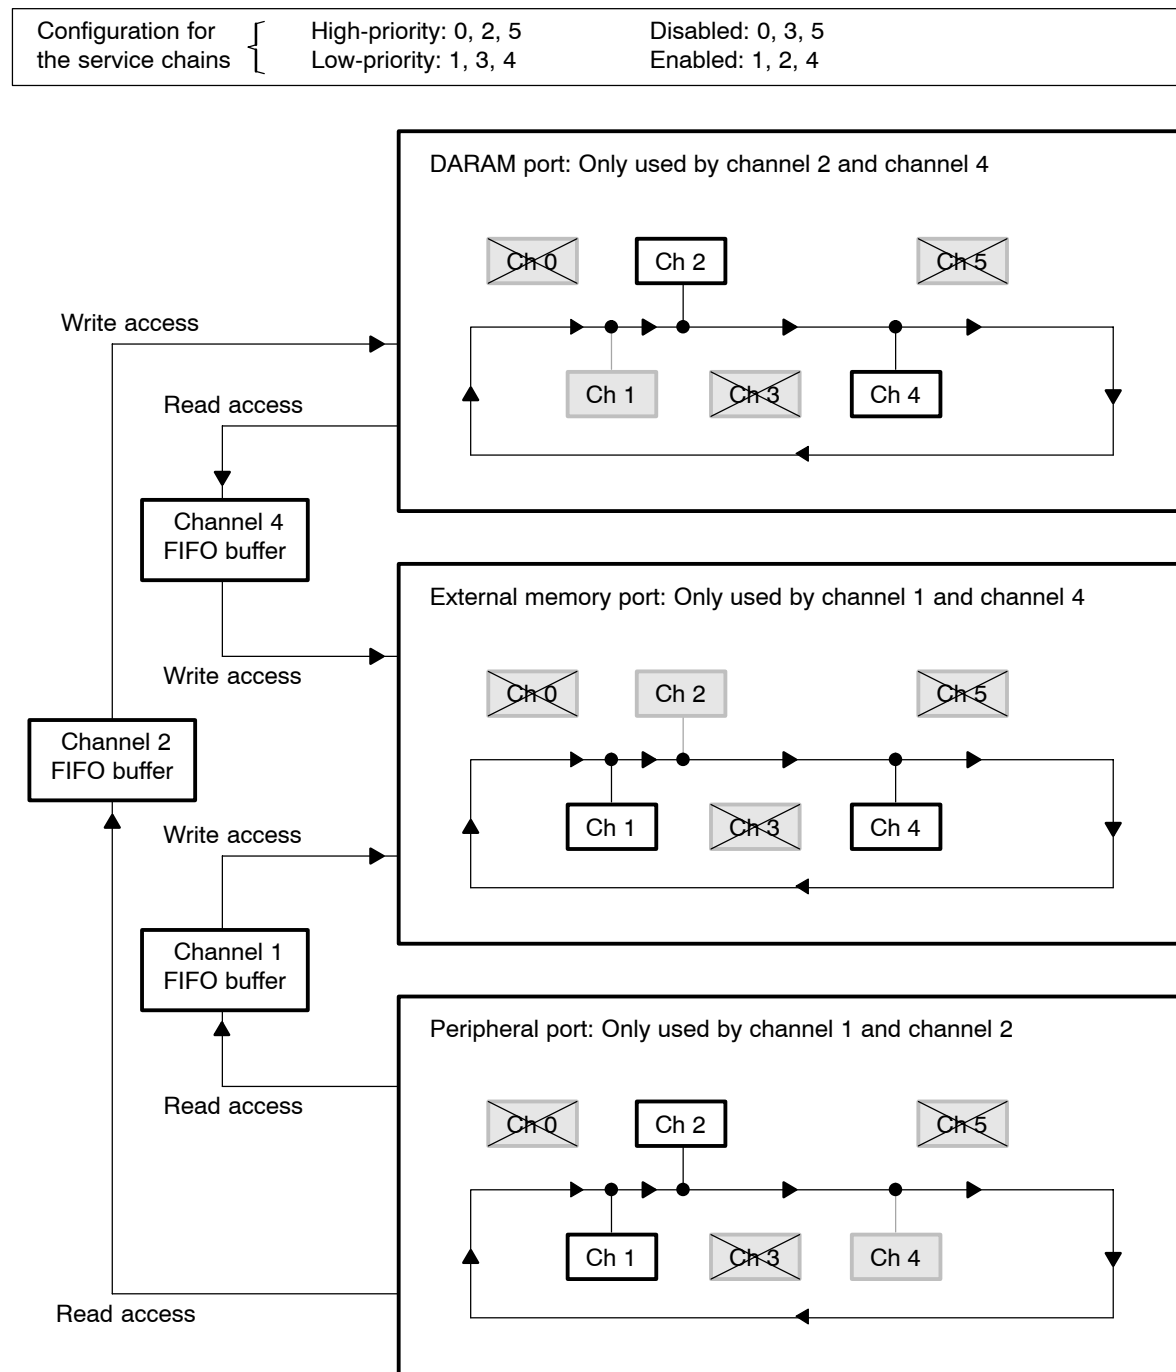 Configuration for
the service chains
High-priority: 0, 2, 5
Low-priority: 1, 3, 4
Disabled: 0, 3, 5
Enabled: 1, 2, 4
DARAM port: Only used by channel 2 and channel 4
Ch 0
Ch 2
Ch 5
Write access
Ch 1
Ch 3
Ch 4
Read access
Channel 4
FIFO buffer
External memory port: Only used by channel 1 and channel 4
Write access
Ch 0
Ch 2
Ch 5
Channel 2
FIFO buffer
Ch 1
Ch 3
Ch 4
Write access
Channel 1
FIFO buffer
Peripheral port: Only used by channel 1 and channel 2
Read access
Ch 0
Ch 2
Ch 5
Ch 1
Ch 3
Ch 4
Read access